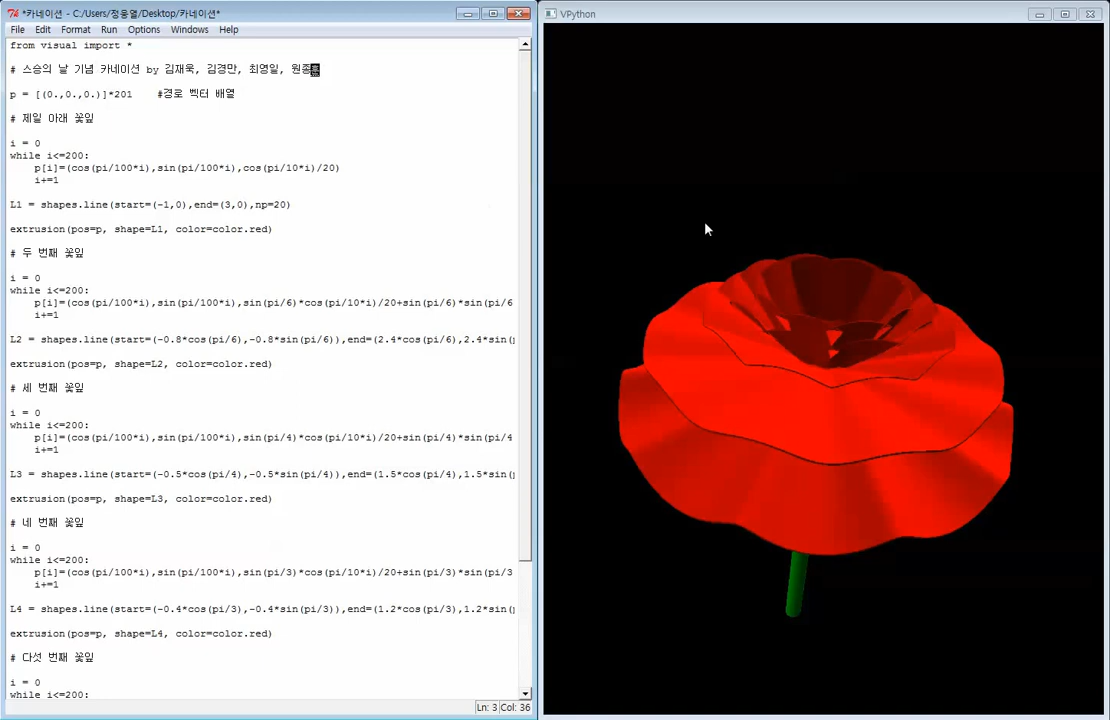 *카네이션 - C:/Users/정웅열/Desktop/카네이션*
File Edit Format Run Options Windows Help
from visual import *
# 스승의 날 기념 카네이션 by 김재욱, 김경만, 최영일, 원종훈
p = [(0.,0.,0.)]*201 #경로 벡터 배열
# 제일 아래 꽃잎
i = 0
while i<=200:
p[i]=(cos(pi/100*i),sin(pi/100*i),cos(pi/10*i)/20)
i+=1
L1 = shapes.line(start=(-1,0),end=(3,0),np=20)
extrusion(pos=p, shape=L1, color=color.red)
# 두 번째 꽃잎
i = 0
while i<=200:
p[i]=(cos(pi/100*i),sin(pi/100*i),sin(pi/6)*cos(pi/10*i)/20+sin(pi/6)*sin(pi/6
i+=1
L2 = shapes.line(start=(-0.8*cos(pi/6),-0.8*sin(pi/6)),end=(2.4*cos(pi/6),2.4*sin(
extrusion(pos=p, shape=L2, color=color.red)
# 세 번째 꽃잎
i = 0
while i<=200:
p[i]=(cos(pi/100*i),sin(pi/100*i),sin(pi/4)*cos(pi/10*i)/20+sin(pi/4)*sin(pi/4
i+=1
L3 = shapes.line(start=(-0.5*cos(pi/4),-0.5*sin(pi/4)),end=(1.5*cos(pi/4),1.5*sin(
extrusion(pos=p, shape=L3, color=color.red)
# 네 번째 꽃잎
i = 0
while i<=200:
p[i]=(cos(pi/100*i),sin(pi/100*i),sin(pi/3)*cos(pi/10*i)/20+sin(pi/3)*sin(pi/3
i+=1
L4 = shapes.line(start=(-0.4*cos(pi/3),-0.4*sin(pi/3)),end=(1.2*cos(pi/3),1.2*sin(
extrusion(pos=p, shape=L4, color=color.red)
# 다섯 번째 꽃잎
i = 0
while i<=200:
Ln: 3 Col: 36
VPython